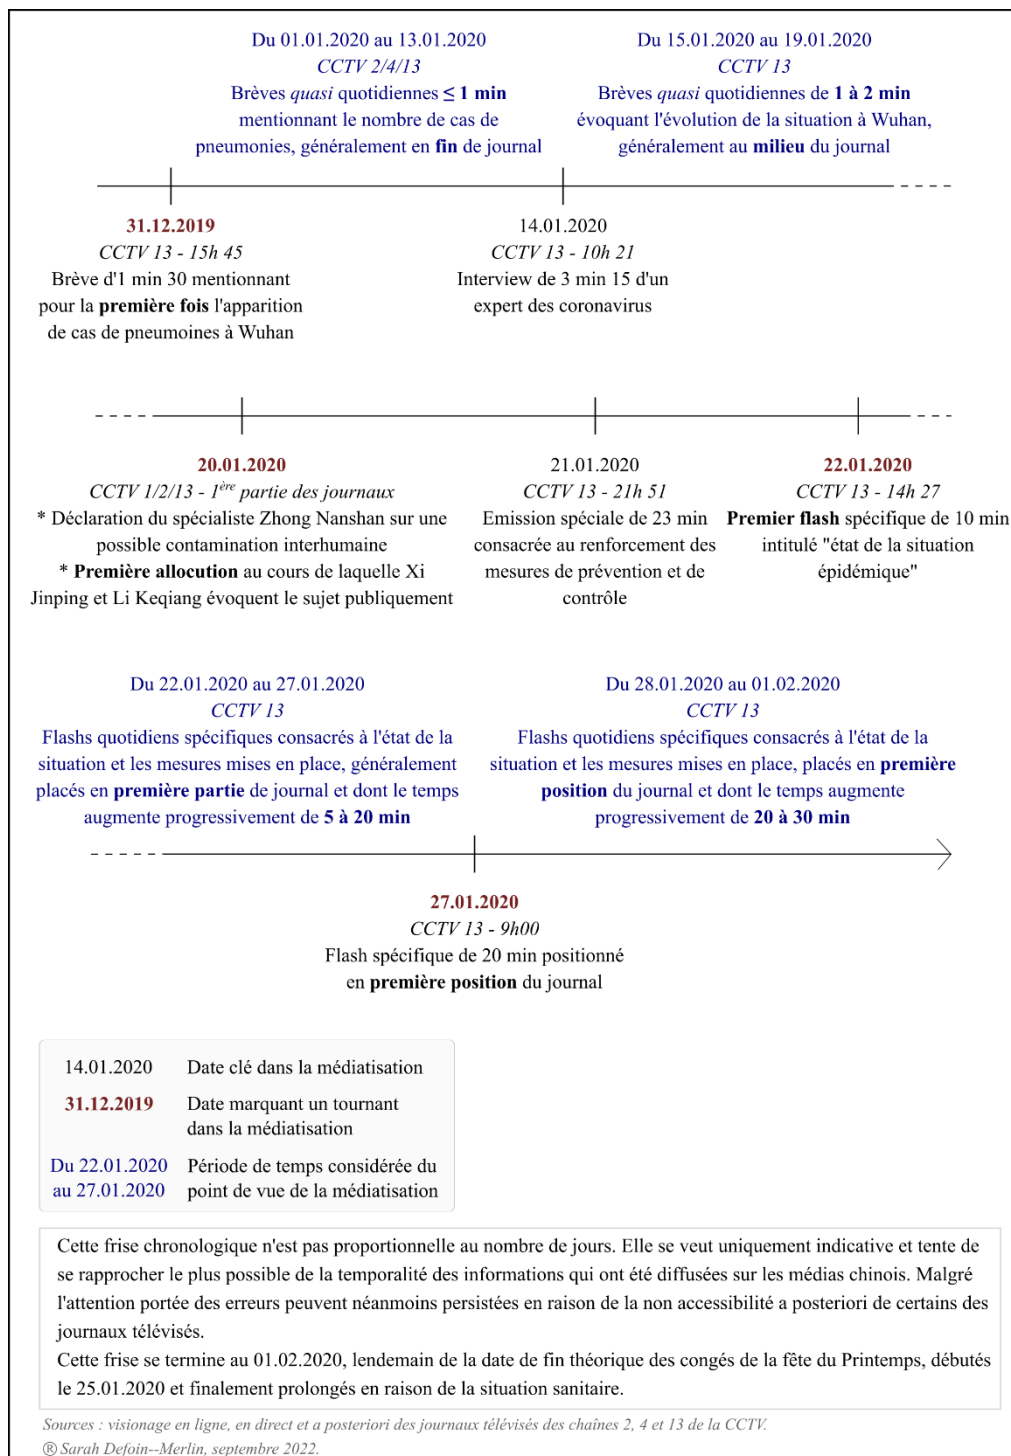 Du 01.01.2020 au 13.01.2020
CCTV 2/4/13
Brèves quasi quotidiennes ≤ 1 min
mentionnant le nombre de cas de
pneumonies, généralement en fin de journal
Du 15.01.2020 au 19.01.2020
CCTV 13
Brèves quasi quotidiennes de 1 à 2 min
évoquant l'évolution de la situation à Wuhan,
généralement au milieu du journal
31.12.2019
CCTV 13 - 15h 45
Brève d'1 min 30 mentionnant
pour la première fois l'apparition
de cas de pneumoines à Wuhan
14.01.2020
CCTV 13 - 10h 21
Interview de 3 min 15 d'un
expert des coronavirus
20.01.2020
CCTV 1/2/13 - 1ère partie des journaux
* Déclaration du spécialiste Zhong Nanshan sur une
possible contamination interhumaine
* Première allocution au cours de laquelle Xi
Jinping et Li Keqiang évoquent le sujet publiquement
21.01.2020
CCTV 13 - 21h 51
Emission spéciale de 23 min
consacrée au renforcement des
mesures de prévention et de
contrôle
22.01.2020
CCTV 13 - 14h 27
Premier flash spécifique de 10 min
intitulé "état de la situation
épidémique"
Du 22.01.2020 au 27.01.2020
CCTV 13
Flashs quotidiens spécifiques consacrés à l'état de la
situation et les mesures mises en place, généralement
placés en première partie de journal et dont le temps
augmente progressivement de 5 à 20 min
Du 28.01.2020 au 01.02.2020
CCTV 13
Flashs quotidiens spécifiques consacrés à l'état de la
situation et les mesures mises en place, placés en première
position du journal et dont le temps augmente
progressivement de 20 à 30 min
27.01.2020
CCTV 13 - 9h00
Flash spécifique de 20 min positionné
en première position du journal
14.01.2020 Date clé dans la médiatisation
31.12.2019 Date marquant un tournant
dans la médiatisation
Du 22.01.2020 Période de temps considérée du
au 27.01.2020 point de vue de la médiatisation
Cette frise chronologique n'est pas proportionnelle au nombre de jours. Elle se veut uniquement indicative et tente de
se rapprocher le plus possible de la temporalité des informations qui ont été diffusées sur les médias chinois. Malgré
l'attention portée des erreurs peuvent néanmoins persistées en raison de la non accessibilité a posteriori de certains des
journaux télévisés.
Cette frise se termine au 01.02.2020, lendemain de la date de fin théorique des congés de la fête du Printemps, débutés
le 25.01.2020 et finalement prolongés en raison de la situation sanitaire.
Sources : visionage en ligne, en direct et a posteriori des journaux télévisés des chaînes 2, 4 et 13 de la CCTV.
® Sarah Defoin--Merlin, septembre 2022.